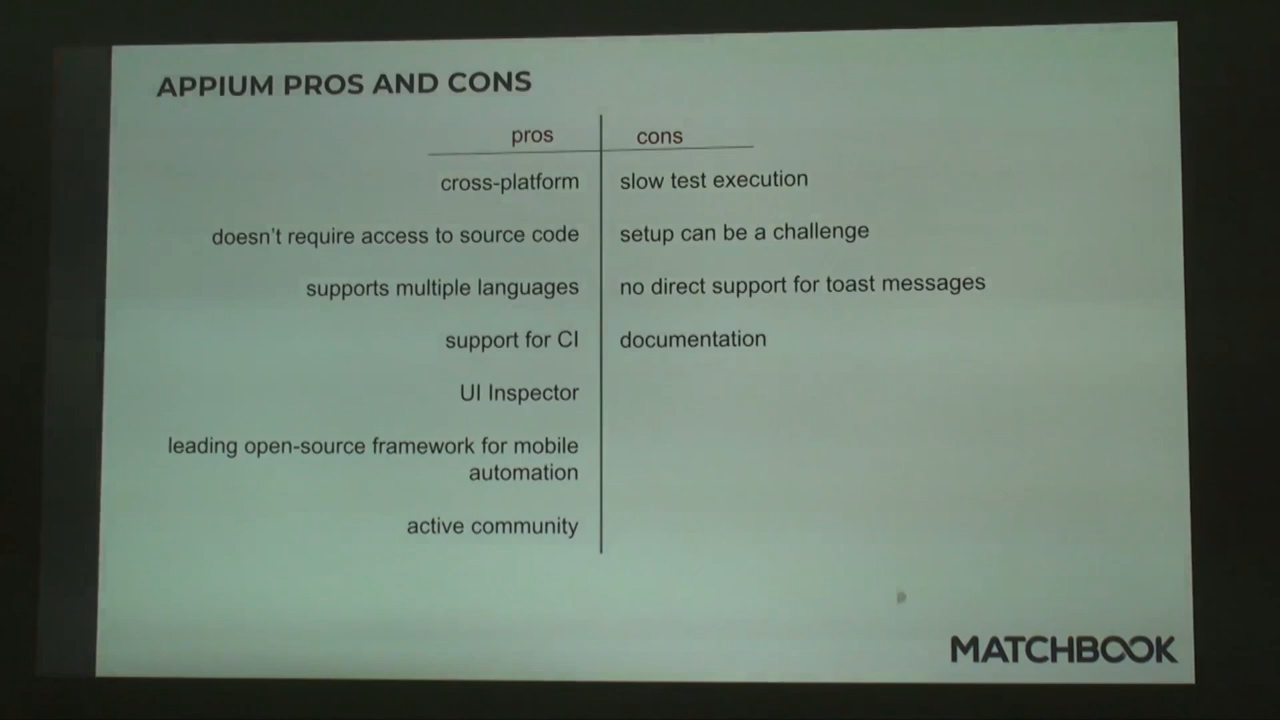 APPIUM PROS AND CONS
pros
cons
cross-platform
slow test execution
doesn't require access to source code
setup can be a challenge
supports multiple languages
no direct support for toast messages
support for CI
documentation
UI Inspector
leading open-source framework for mobile
automation
active community
MATCHBOOK